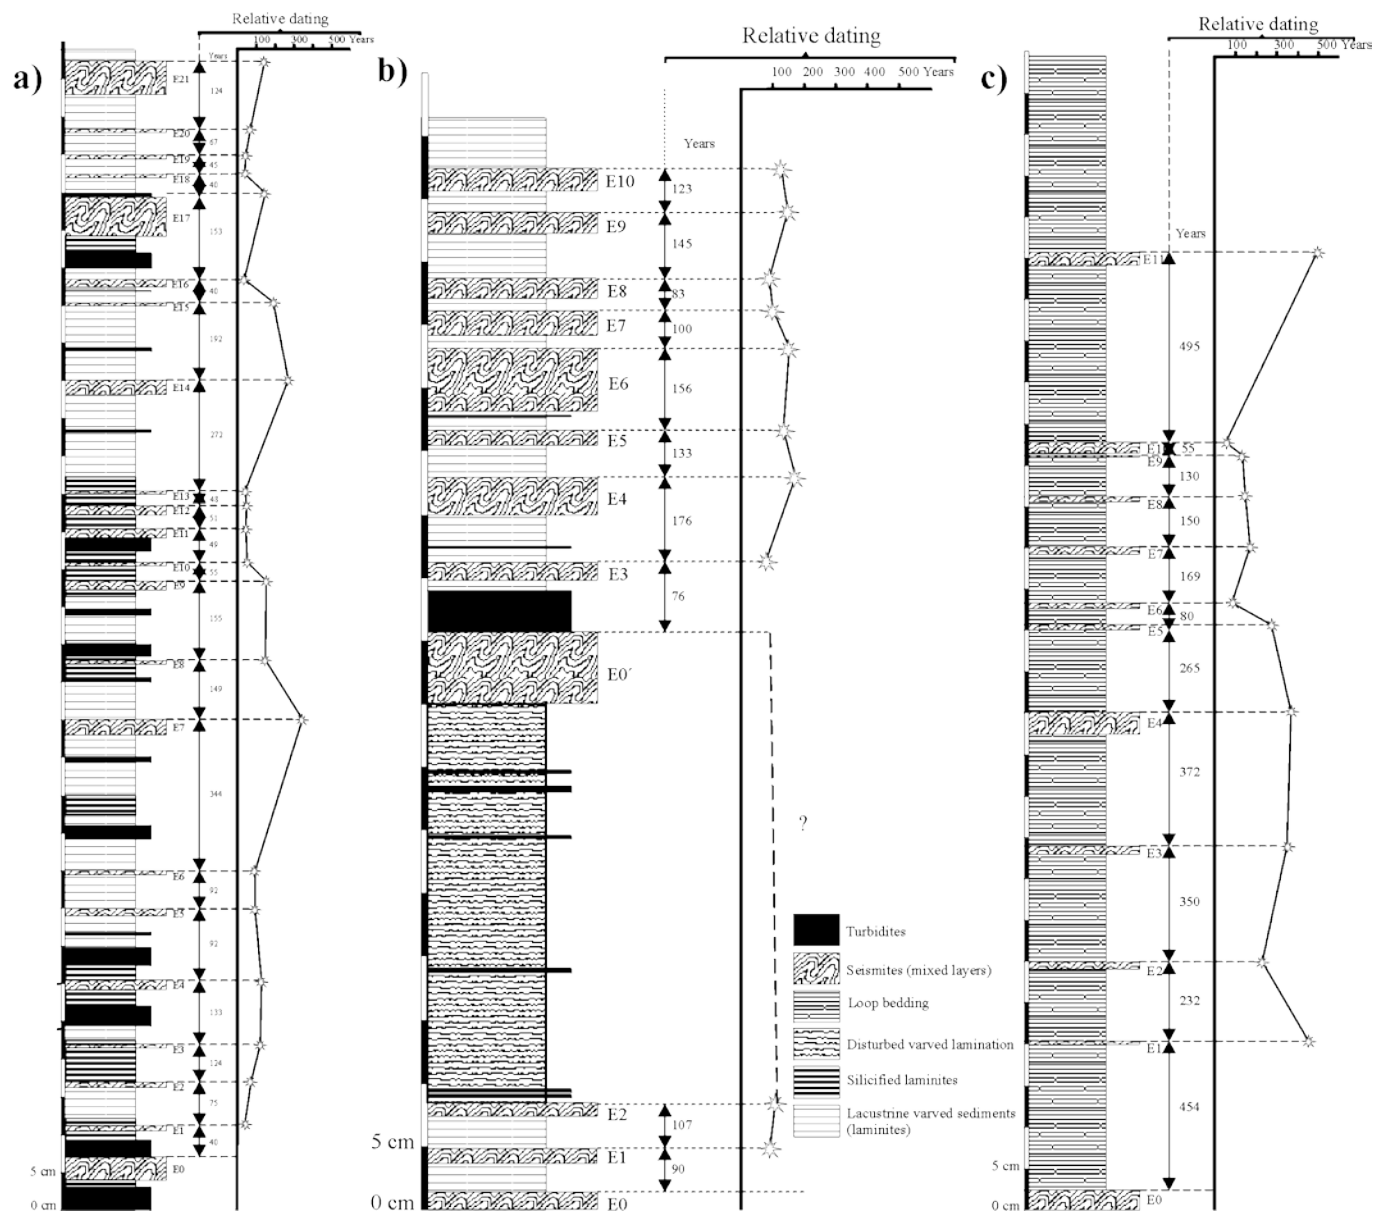 a)
Relative dating
100 300 Years
Years
E21
124
E20
67
E19
45
E18
40
E17
153
E16
40
E15
192
E14
272
E13
48
E12
51
E11
49
E10
55
E9
155
E8
149
E7
344
E6
92
E5
92
E4
133
E3
124
E2
75
E1
40
E0
5 cm
0 cm
b)
Relative dating
100 200 300 400 500 Years
Years
E10
123
E9
145
E8
83
E7
100
E6
156
E5
133
E4
176
E3
76
E0´
?
E2
107
5 cm
E1
90
0 cm
E0
Turbidites
Seismites (mixed layers)
Loop bedding
Disturbed varved lamination
Silicified laminites
Lacustrine varved sediments
(laminites)
c)
Relative dating
100 300 500 Years
Years
E11
495
55
E9
130
E8
150
E7
169
E6
80
E5
265
E4
372
E3
350
E2
232
E1
454
5 cm
0 cm
E0